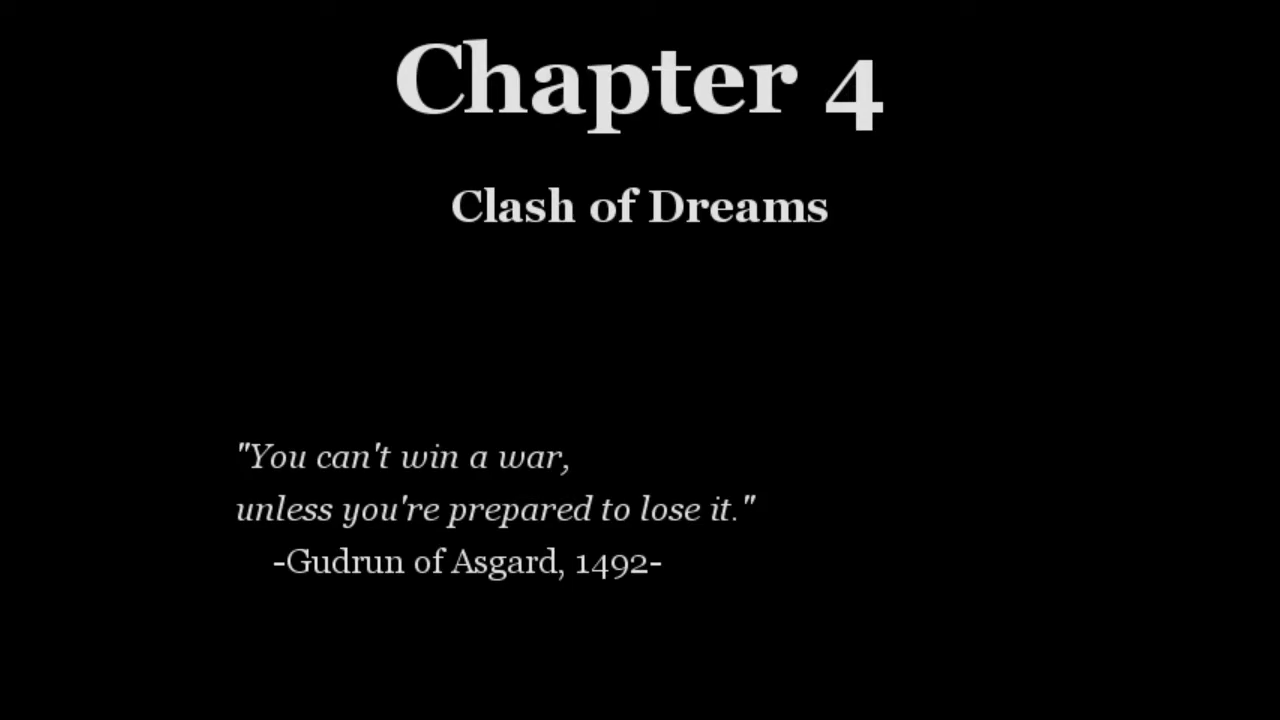 Chapter 4
Clash of Dreams
"You can't win a war,
unless you're prepared to lose it."
-Gudrun of Asgard, 1492-